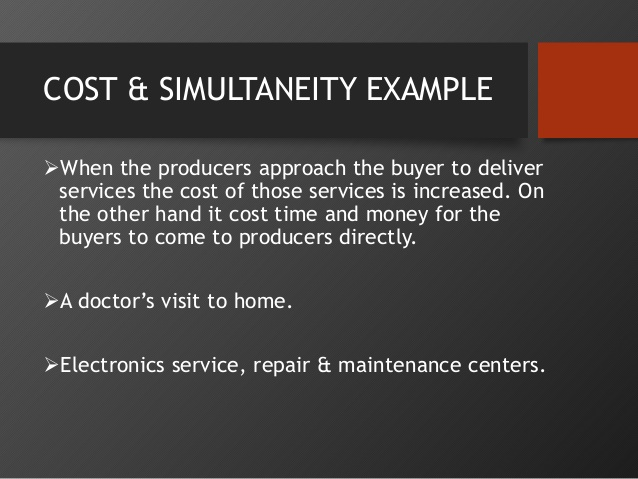 COST & SIMULTANEITY EXAMPLE
➢When the producers approach the buyer to deliver
services the cost of those services is increased. On
the other hand it cost time and money for the
buyers to come to producers directly.
➢A doctor’s visit to home.
➢Electronics service, repair & maintenance centers.